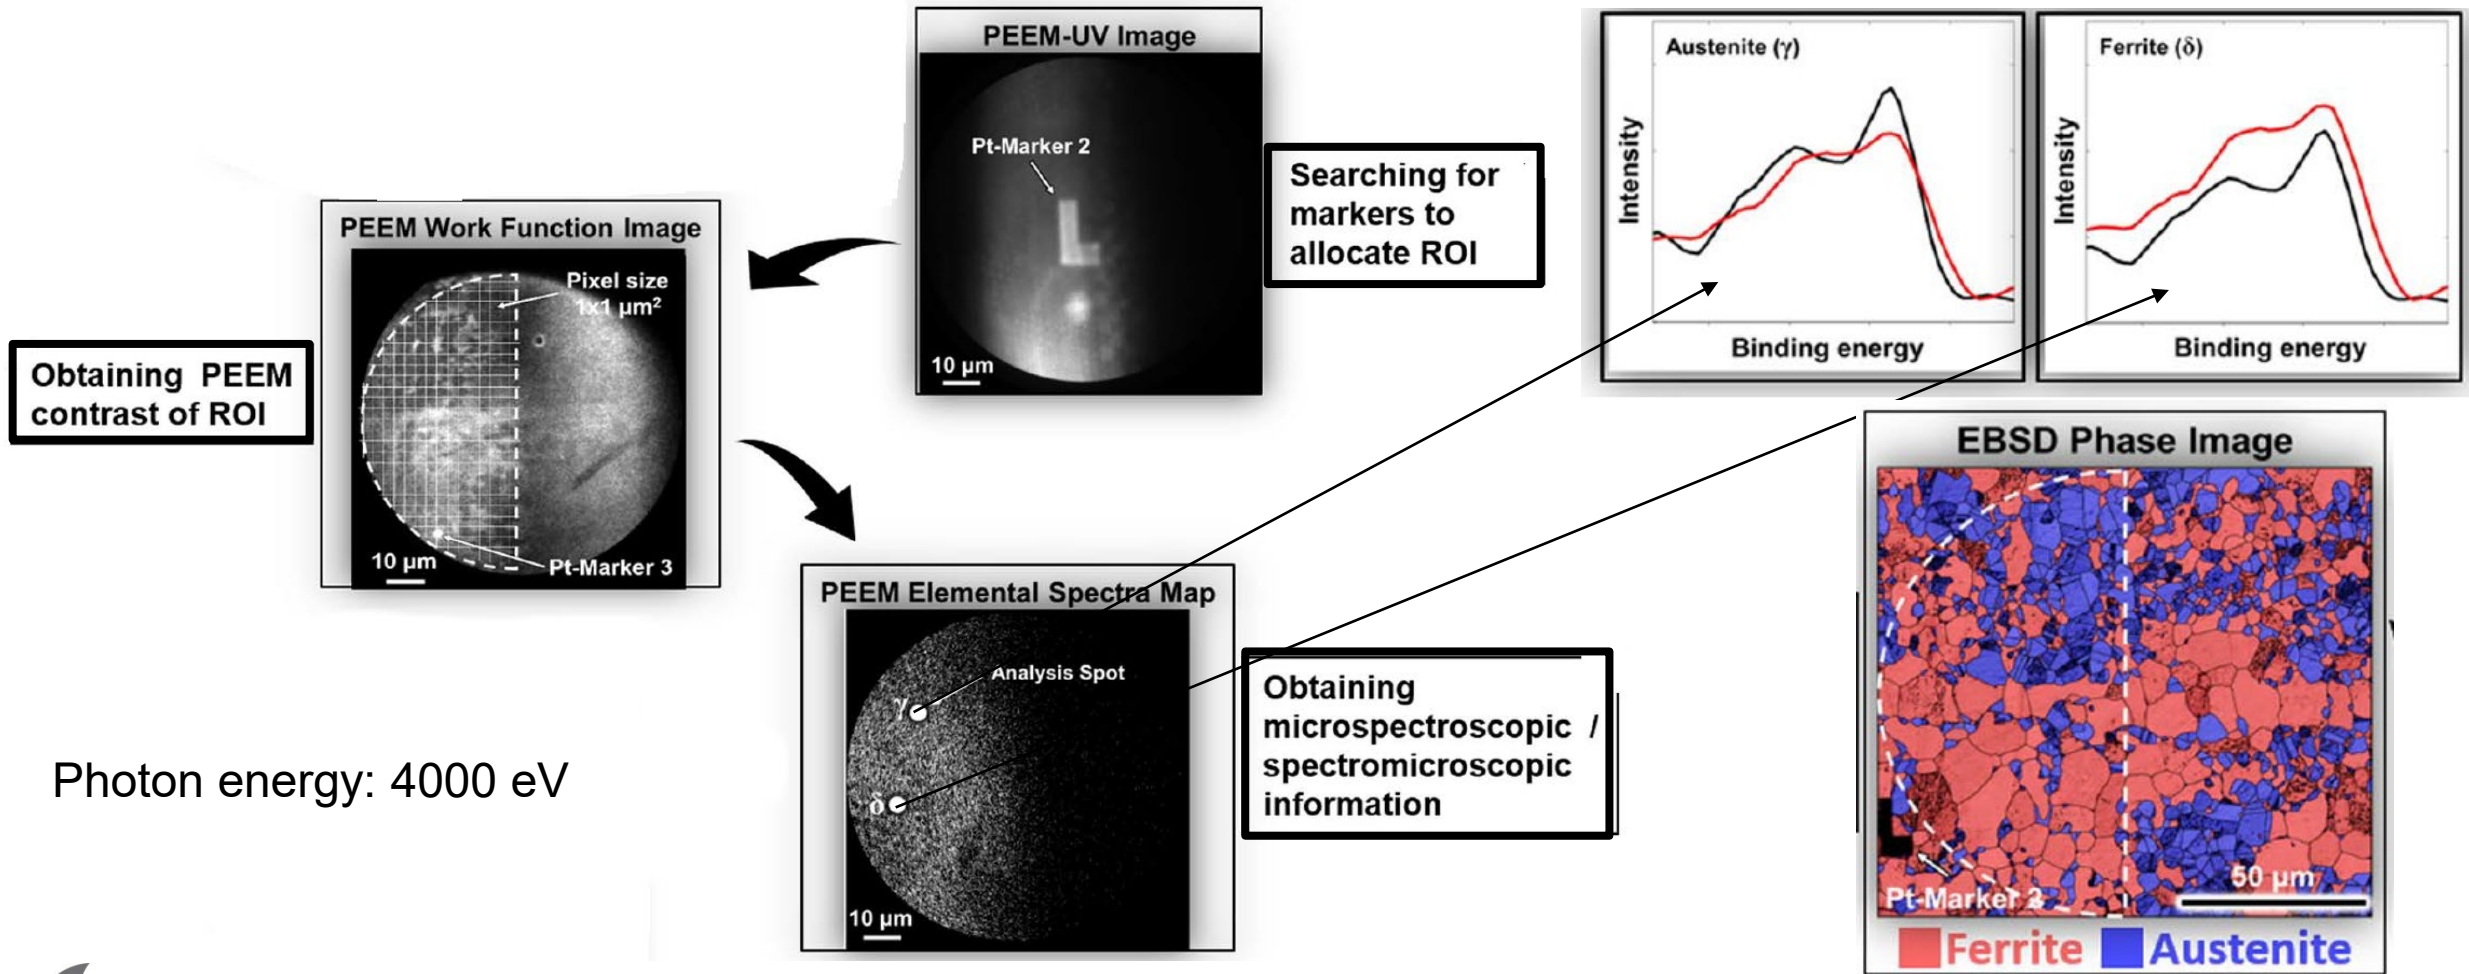 PEEM-UV Image
Pt-Marker 2
10 µm
Searching for
markers to
allocate ROI
PEEM Work Function Image
Pixel size
1x1 µm²
10 µm
Pt-Marker 3
Obtaining PEEM
contrast of ROI
PEEM Elemental Spectra Map
Analysis Spot
γ
δ
10 µm
Obtaining
microspectroscopic /
spectromicroscopic
information
Photon energy: 4000 eV
Austenite (γ)
Intensity
Binding energy
Ferrite (δ)
Intensity
Binding energy
EBSD Phase Image
Pt-Marker 3
50 µm
Ferrite Austenite